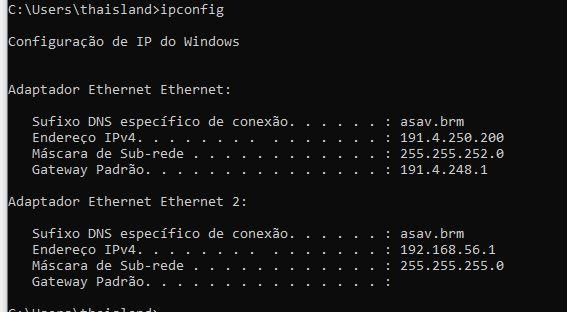 C:\Users\thaisland>ipconfig
Configuração de IP do Windows
Adaptador Ethernet Ethernet:
Sufixo DNS específico de conexão. . . . . . : asav.brm
Endereço IPv4. . . . . . . . . . . . . . . : 191.4.250.200
Máscara de Sub-rede . . . . . . . . . . . . : 255.255.252.0
Gateway Padrão. . . . . . . . . . . . . . . : 191.4.248.1
Adaptador Ethernet Ethernet 2:
Sufixo DNS específico de conexão. . . . . . : asav.brm
Endereço IPv4. . . . . . . . . . . . . . . : 192.168.56.1
Máscara de Sub-rede . . . . . . . . . . . . : 255.255.255.0
Gateway Padrão. . . . . . . . . . . . . . . :
C:\Users\thaisland>